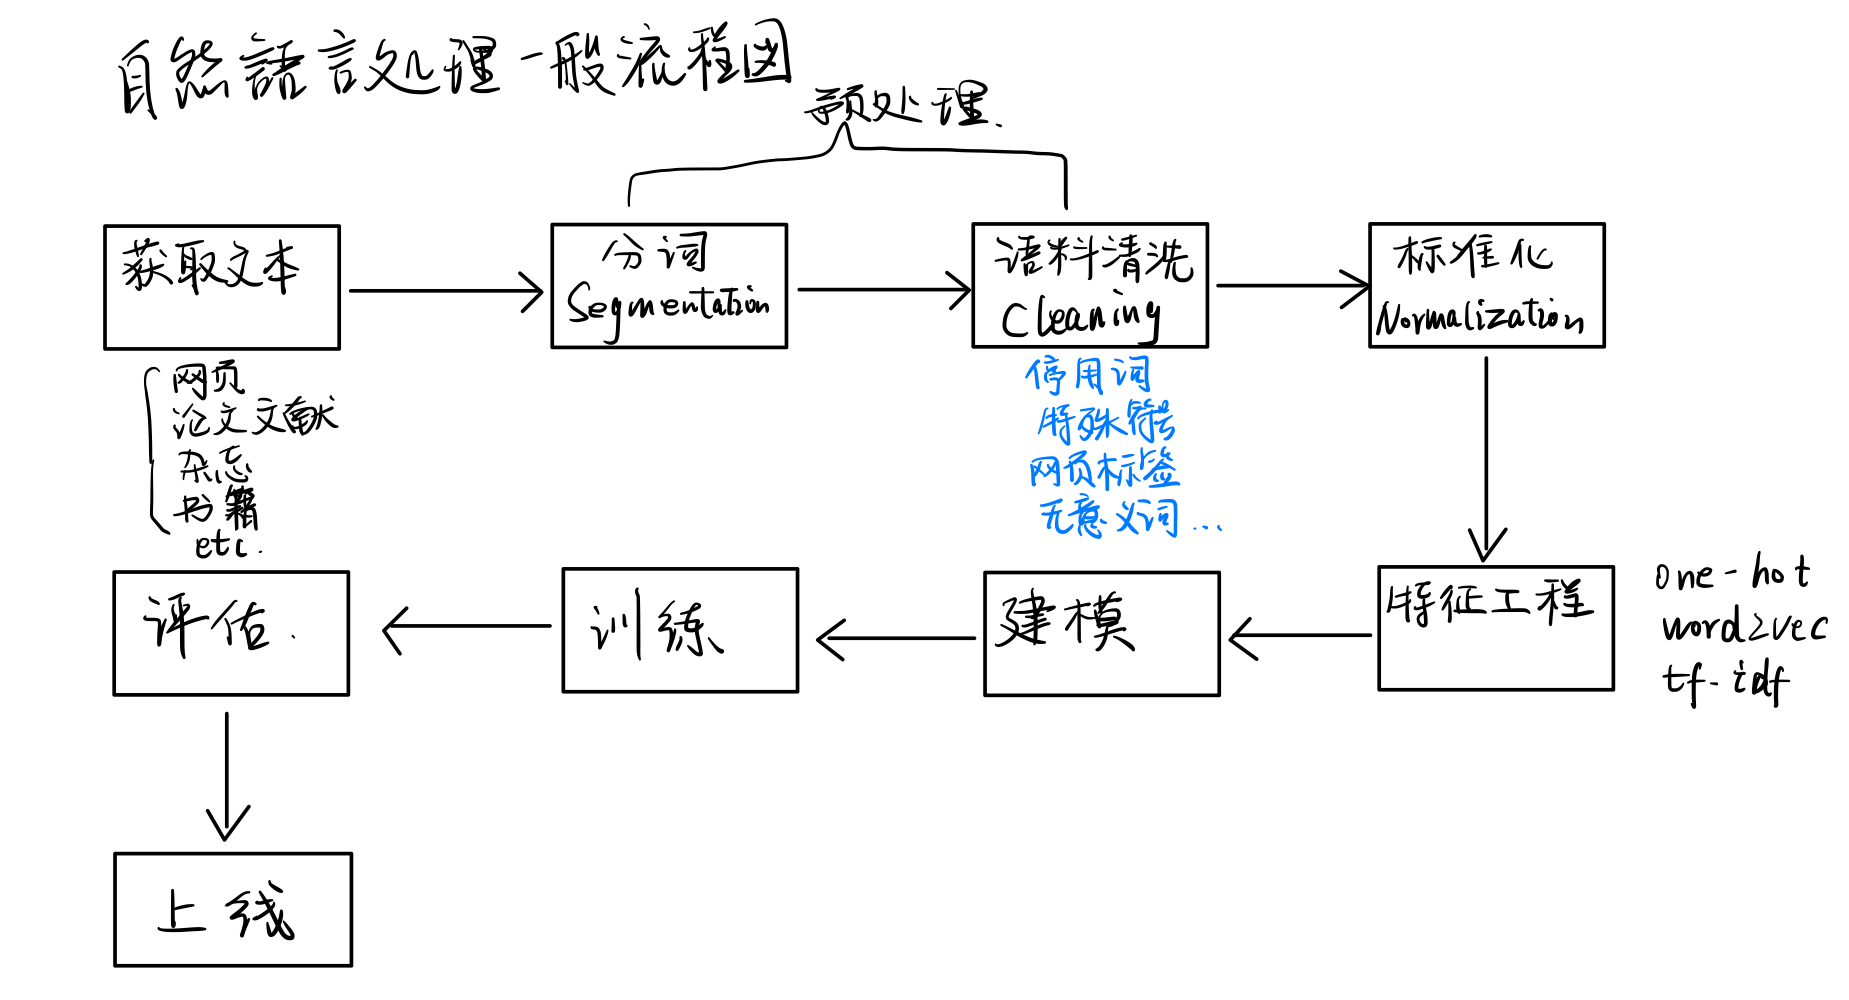 自然語言处理一般流程図
预处理.
获取文本
分词
Segmentation
语料清洗
Cleaning
标准化
Normalization
网页
论文文献
杂志
书籍
etc.
停用词
特殊符号
网页标签
无意义词...
评估.
训练
建模
特征工程
one-hot
word2vec
tf-idf
上线